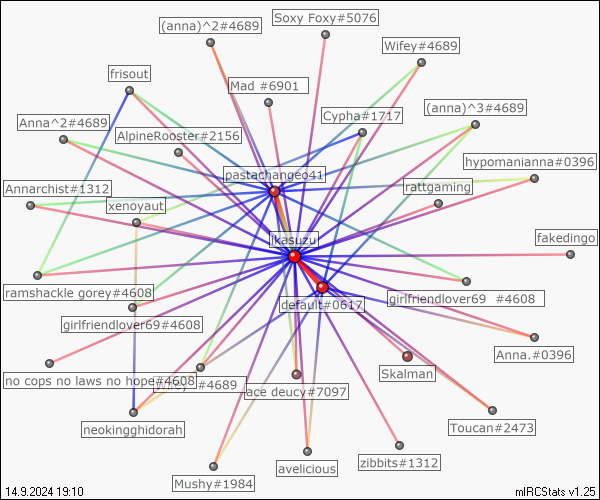 (anna)^2#4689
Soxy Foxy#5076
Wifey#4689
frisout
Mad #6901
Cypha#1717
(anna)^3#4689
Anna^2#4689
AlpineRooster#2156
hypomanianna#0396
pastachangeo41
rattgaming
Annarchist#1312
xenoyaut
ikasuzu
fakedingo
ramshackle gorey#4608
default#0617
girlfriendlover69 #4608
girlfriendlover69#4608
Anna.#0396
Skalman
no cops no laws no hope#4608
#4689
ace deucy#7097
neokingghidorah
Toucan#2473
avelicious
zibbits#1312
Mushy#1984
14.9.2024 19:10
mIRCStats v1.25